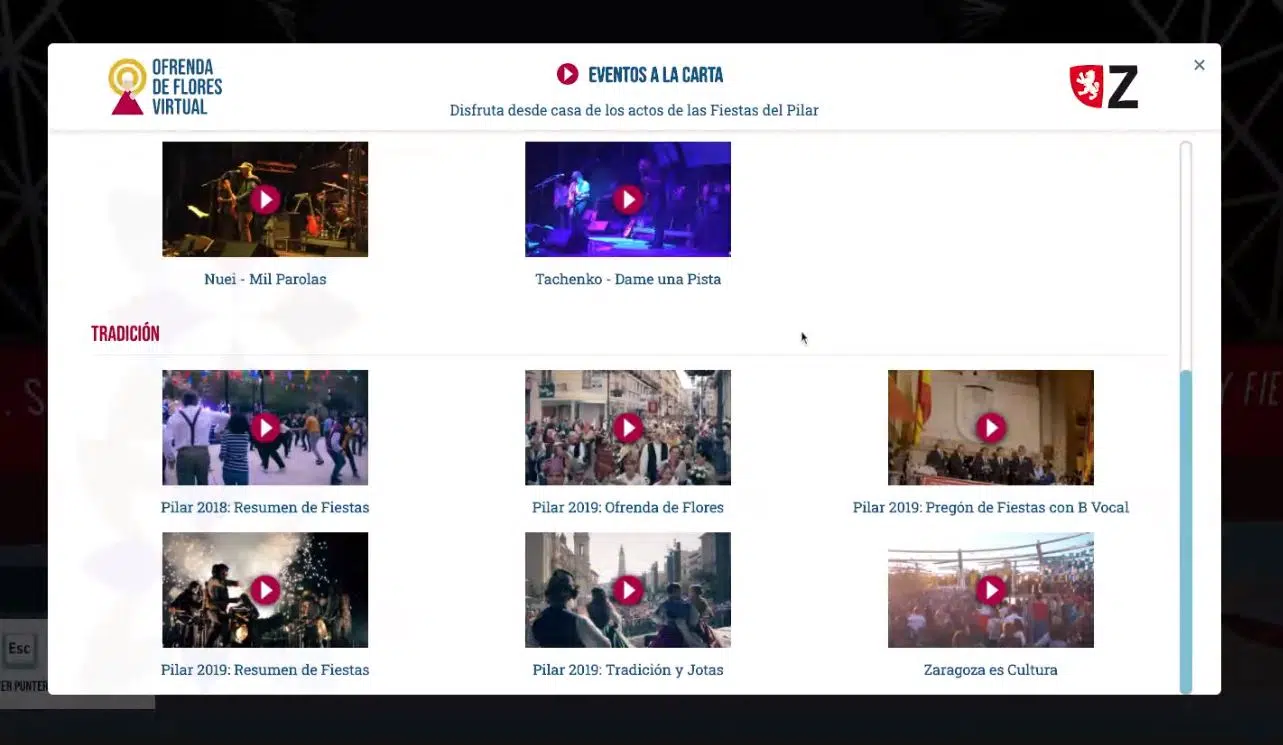 OFRENDA
DE FLORES
VIRTUAL
EVENTOS A LA CARTA
Disfruta desde casa de los actos de las Fiestas del Pilar
Z
×
Nuei - Mil Parolas
Tachenko - Dame una Pista
TRADICIÓN
Pilar 2018: Resumen de Fiestas
Pilar 2019: Ofrenda de Flores
Pilar 2019: Pregón de Fiestas con B Vocal
Pilar 2019: Resumen de Fiestas
Pilar 2019: Tradición y Jotas
Zaragoza es Cultura
. S
Y FIE
Esc
ER PUNTER